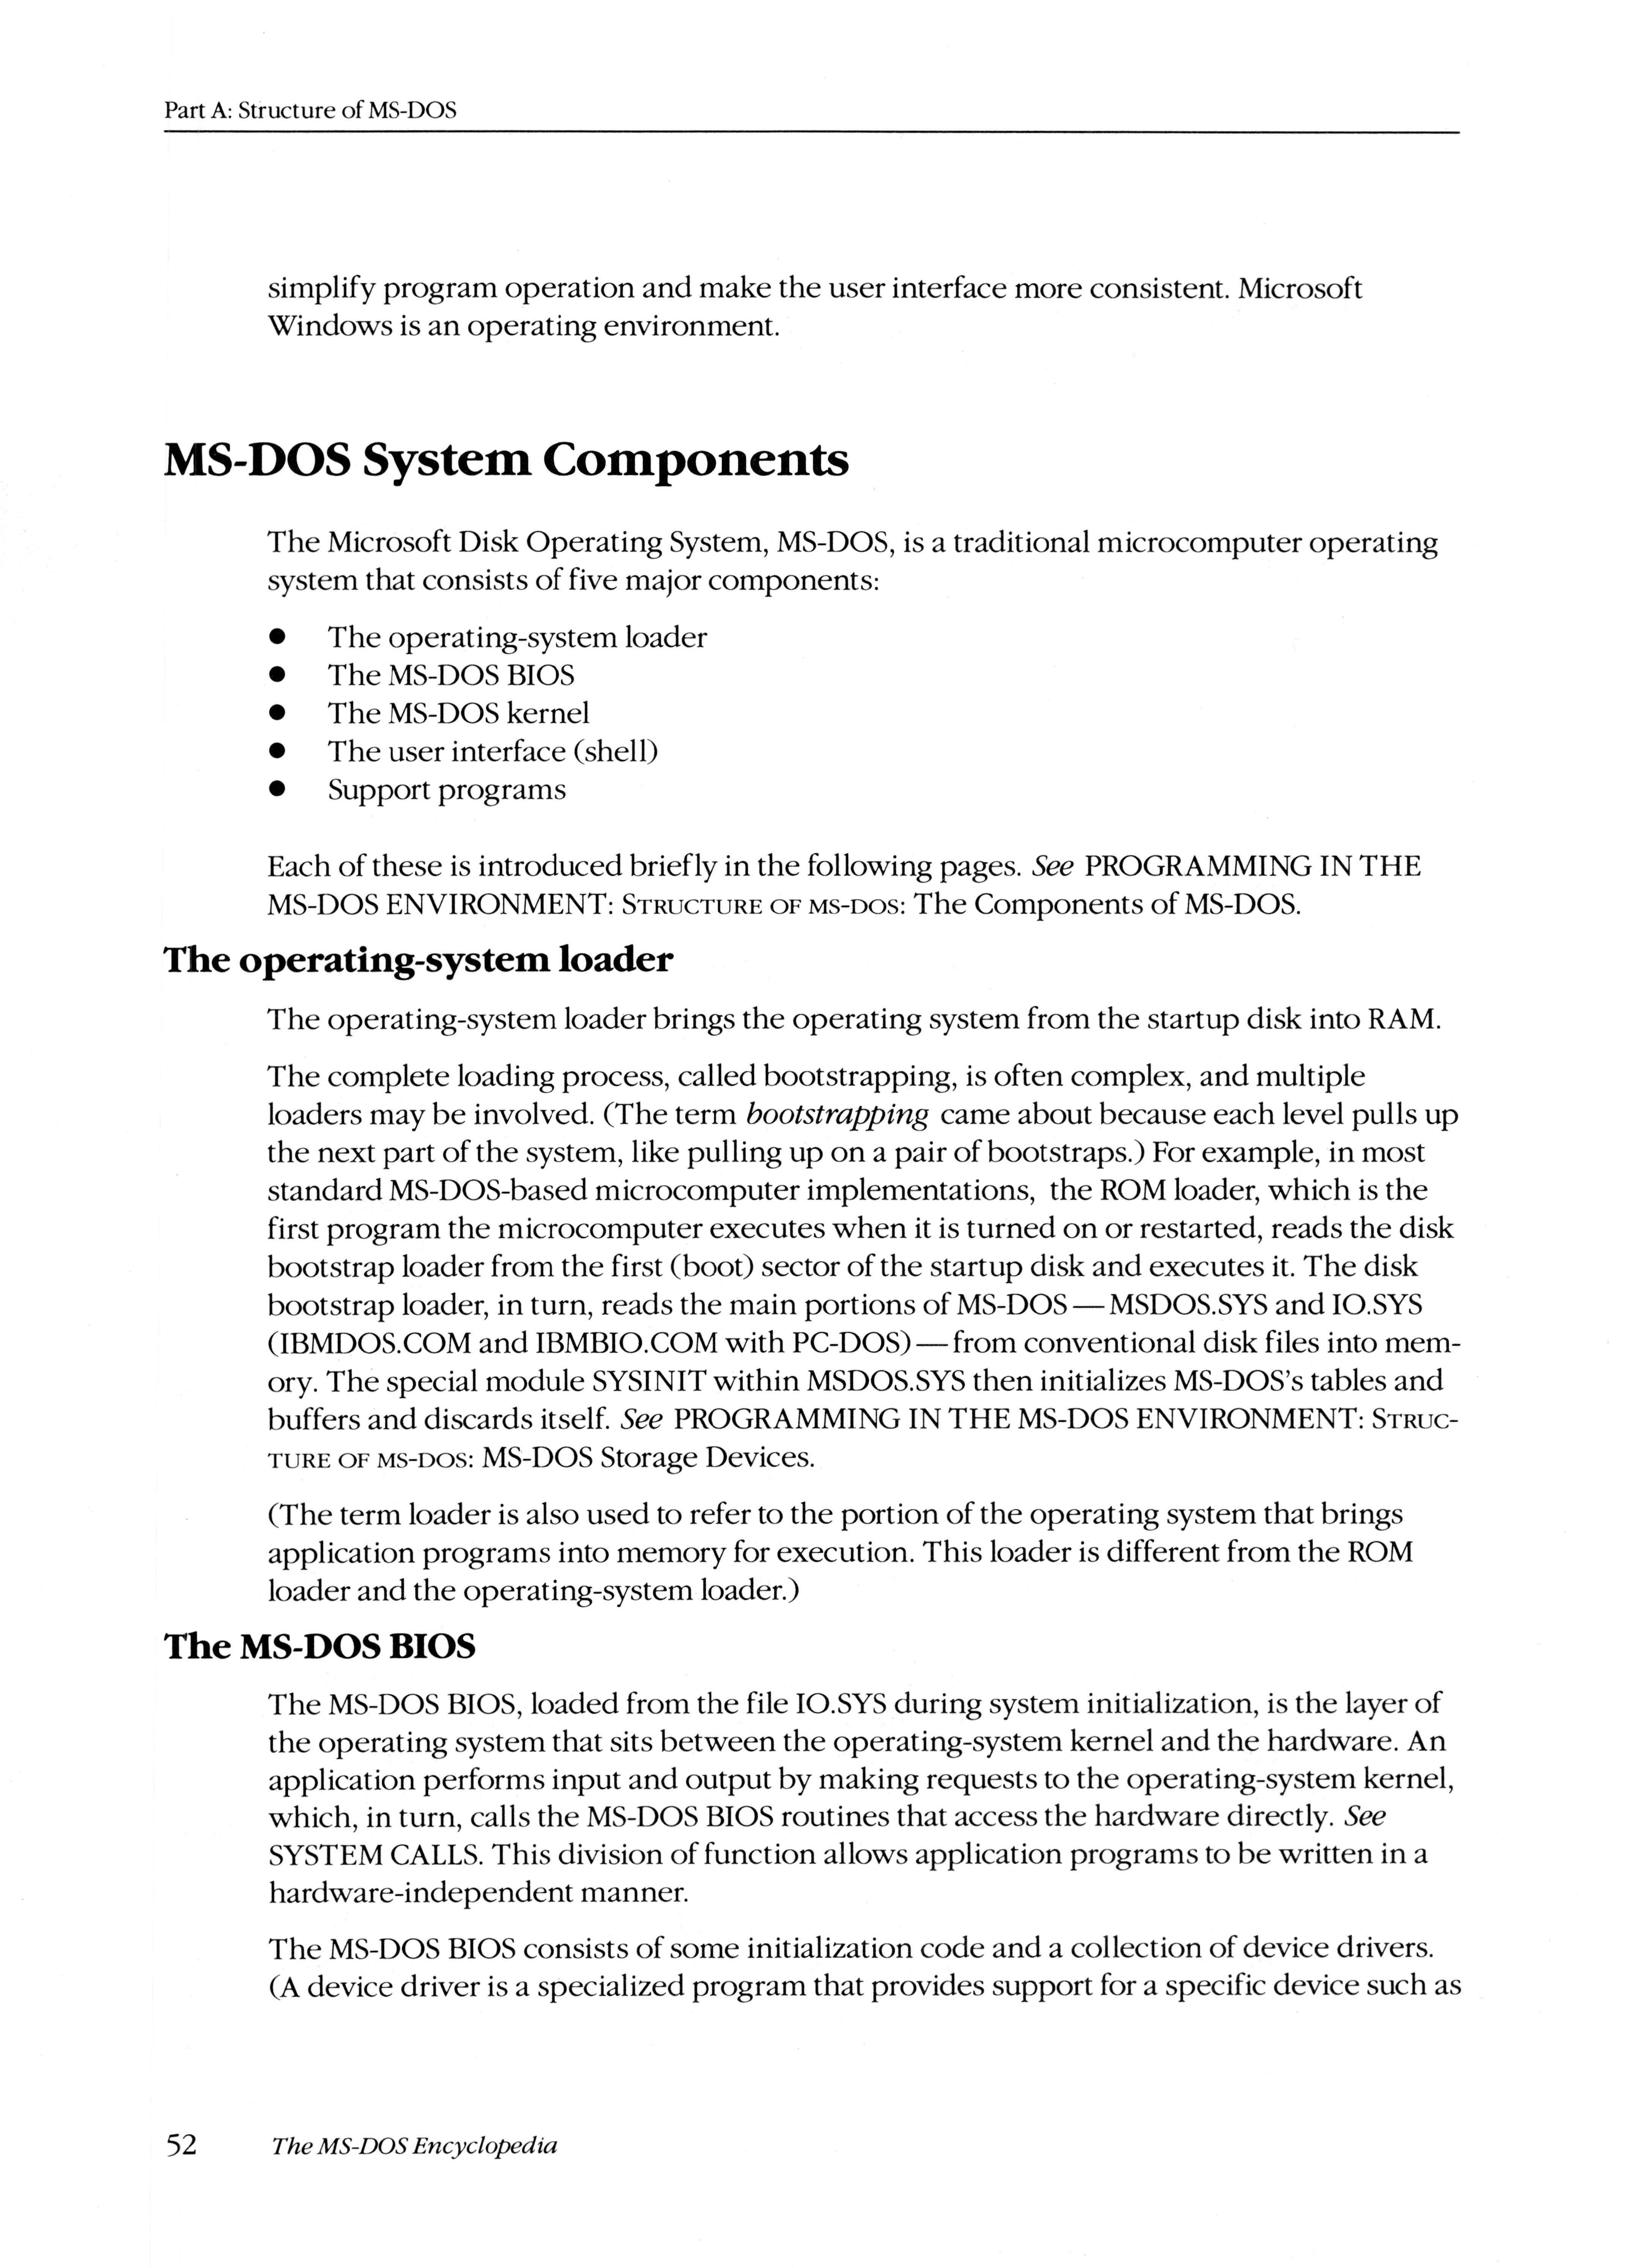 Part A: Structure of MS-DOS
simplify program operation and make the user interface more consistent. Microsoft
Windows is an operating environment.
MS-DOS System Components
The Microsoft Disk Operating System, MS-DOS, is a traditional microcomputer operating
system that consists of five major components:
● The operating-system loader
● The MS-DOS BIOS
● The MS-DOS kernel
● The user interface (shell)
● Support programs
Each of these is introduced briefly in the following pages. See PROGRAMMING IN THE
MS-DOS ENVIRONMENT: STRUCTURE OF MS-DOS: The Components of MS-DOS.
The operating-system loader
The operating-system loader brings the operating system from the startup disk into RAM.
The complete loading process, called bootstrapping, is often complex, and multiple
loaders may be involved. (The term bootstrapping came about because each level pulls up
the next part of the system, like pulling up on a pair of bootstraps.) For example, in most
standard MS-DOS-based microcomputer implementations, the ROM loader, which is the
first program the microcomputer executes when it is turned on or restarted, reads the disk
bootstrap loader from the first (boot) sector of the startup disk and executes it. The disk
bootstrap loader, in turn, reads the main portions of MS-DOS — MSDOS.SYS and IO.SYS
(IBMDOS.COM and IBMBIO.COM with PC-DOS) — from conventional disk files into mem-
ory. The special module SYSINIT within MSDOS.SYS then initializes MS-DOS's tables and
buffers and discards itself. See PROGRAMMING IN THE MS-DOS ENVIRONMENT: STRUC-
TURE OF MS-DOS: MS-DOS Storage Devices.
(The term loader is also used to refer to the portion of the operating system that brings
application programs into memory for execution. This loader is different from the ROM
loader and the operating-system loader.)
The MS-DOS BIOS
The MS-DOS BIOS, loaded from the file IO.SYS during system initialization, is the layer of
the operating system that sits between the operating-system kernel and the hardware. An
application performs input and output by making requests to the operating-system kernel,
which, in turn, calls the MS-DOS BIOS routines that access the hardware directly. See
SYSTEM CALLS. This division of function allows application programs to be written in a
hardware-independent manner.
The MS-DOS BIOS consists of some initialization code and a collection of device drivers.
(A device driver is a specialized program that provides support for a specific device such as
52 The MS-DOS Encyclopedia